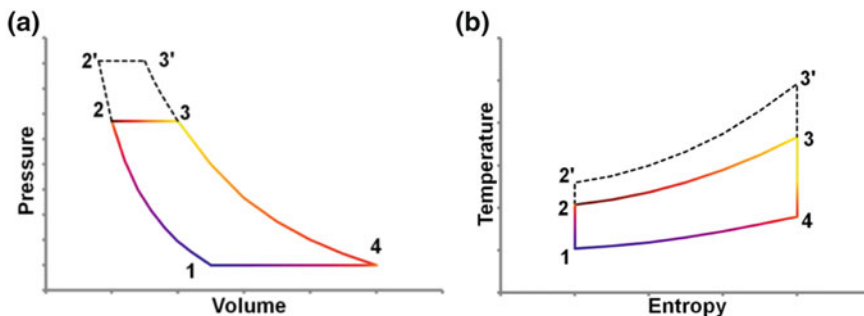 (a)
2' 3'
2 3
1 4
Pressure
Volume
(b)
3'
2' 3
2 4
1
Temperature
Entropy